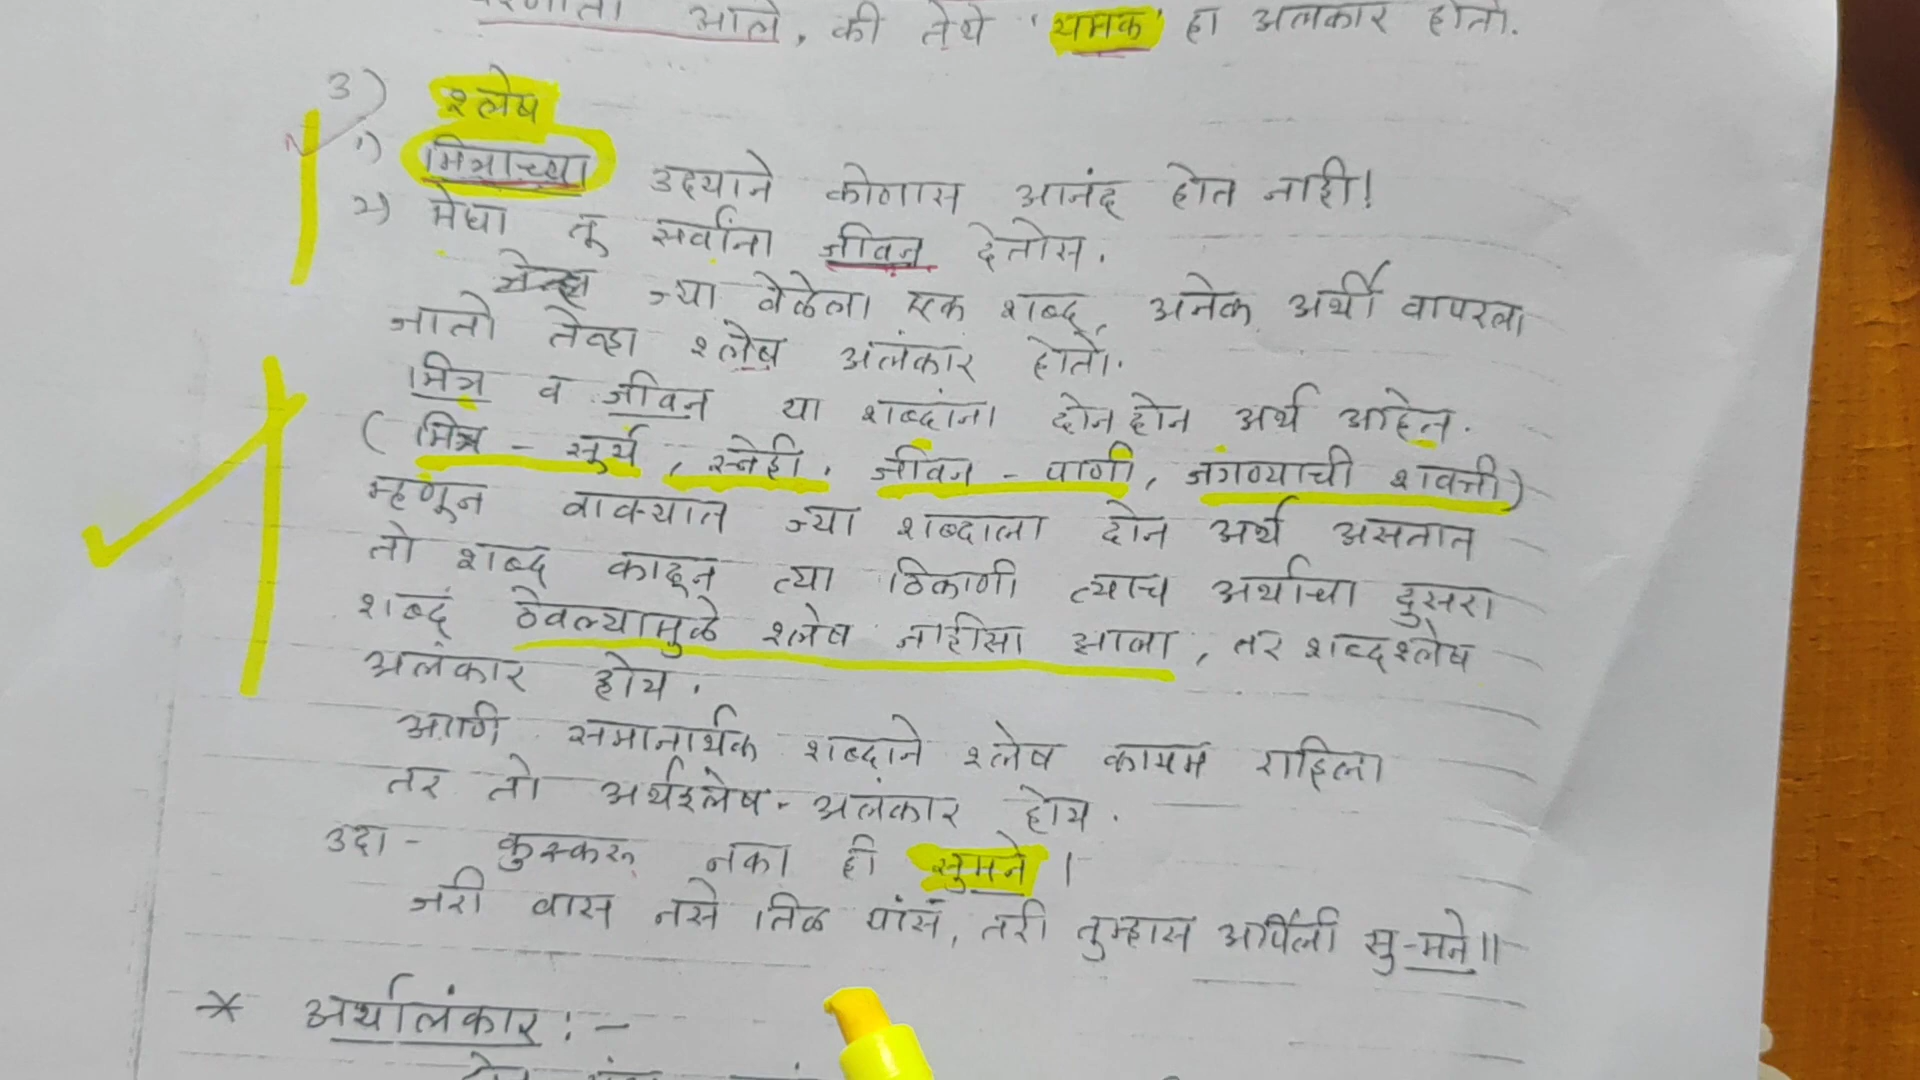 आले, की तेथे 'यमक' हा अलंकार होतो.
3) श्लेष
१) मित्राच्या उदयाने कोणास आनंद होत नाही!
२) मेघा तू सर्वांना जीवन देतोस.
ज्या वेळेला एक शब्द, अनेक अर्थी वापरला
जातो तेव्हा श्लेष अलंकार होतो.
मित्र व जीवन या शब्दांना दोन दोन अर्थ आहेत.
( मित्र - सूर्य, स्नेही. जीवन - पाणी, जगण्याची शक्ती )
म्हणून वाक्यात ज्या शब्दाला दोन अर्थ असतात
तो शब्द काढून त्या ठिकाणी त्याच अर्थाचा दुसरा
शब्द ठेवल्यामुळे श्लेष नाहीसा झाला, तर शब्दश्लेष
अलंकार होय.
आणि समानार्थक शब्दाने श्लेष कायम राहिला
तर तो अर्थश्लेष अलंकार होय.
उदा - कुस्करू नका ही सुमने ।
जरी वास नसे तिळ यांस, तरी तुम्हास अर्पिली सु-मने॥
* अर्थालंकार :-